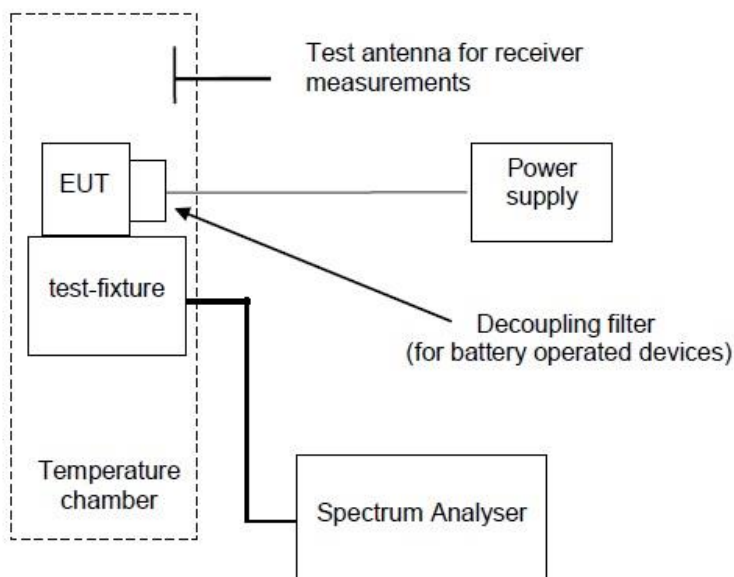 Test antenna for receiver
measurements
EUT
Power
supply
test-fixture
Decoupling filter
(for battery operated devices)
Temperature
chamber
Spectrum Analyser